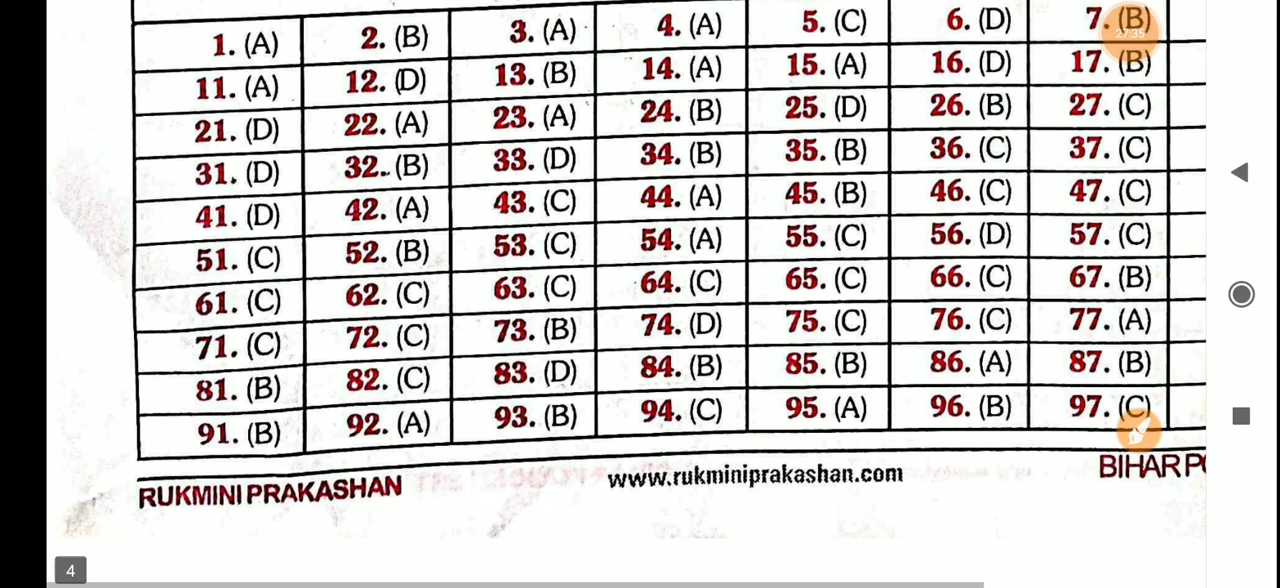 1. (A) 2. (B) 3. (A) 4. (A) 5. (C) 6. (D) 7. (B)
27:35
11. (A) 12. (D) 13. (B) 14. (A) 15. (A) 16. (D) 17. (B)
21. (D) 22. (A) 23. (A) 24. (B) 25. (D) 26. (B) 27. (C)
31. (D) 32. (B) 33. (D) 34. (B) 35. (B) 36. (C) 37. (C)
41. (D) 42. (A) 43. (C) 44. (A) 45. (B) 46. (C) 47. (C)
51. (C) 52. (B) 53. (C) 54. (A) 55. (C) 56. (D) 57. (C)
61. (C) 62. (C) 63. (C) 64. (C) 65. (C) 66. (C) 67. (B)
71. (C) 72. (C) 73. (B) 74. (D) 75. (C) 76. (C) 77. (A)
81. (B) 82. (C) 83. (D) 84. (B) 85. (B) 86. (A) 87. (B)
91. (B) 92. (A) 93. (B) 94. (C) 95. (A) 96. (B) 97. (C)
RUKMINI PRAKASHAN www.rukminiprakashan.com BIHAR
4